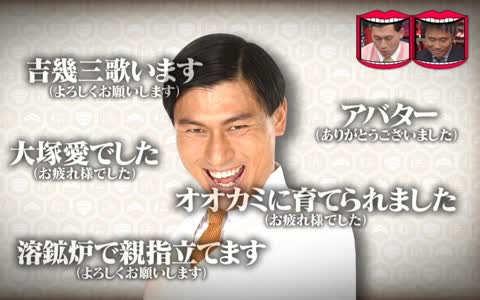 吉幾三歌います
(よろしくお願いします)
アバター
(ありがとうございました)
大塚愛でした
(お疲れ様でした)
オオカミに育てられました
(お疲れ様でした)
溶鉱炉で親指立てます
(よろしくお願いします)